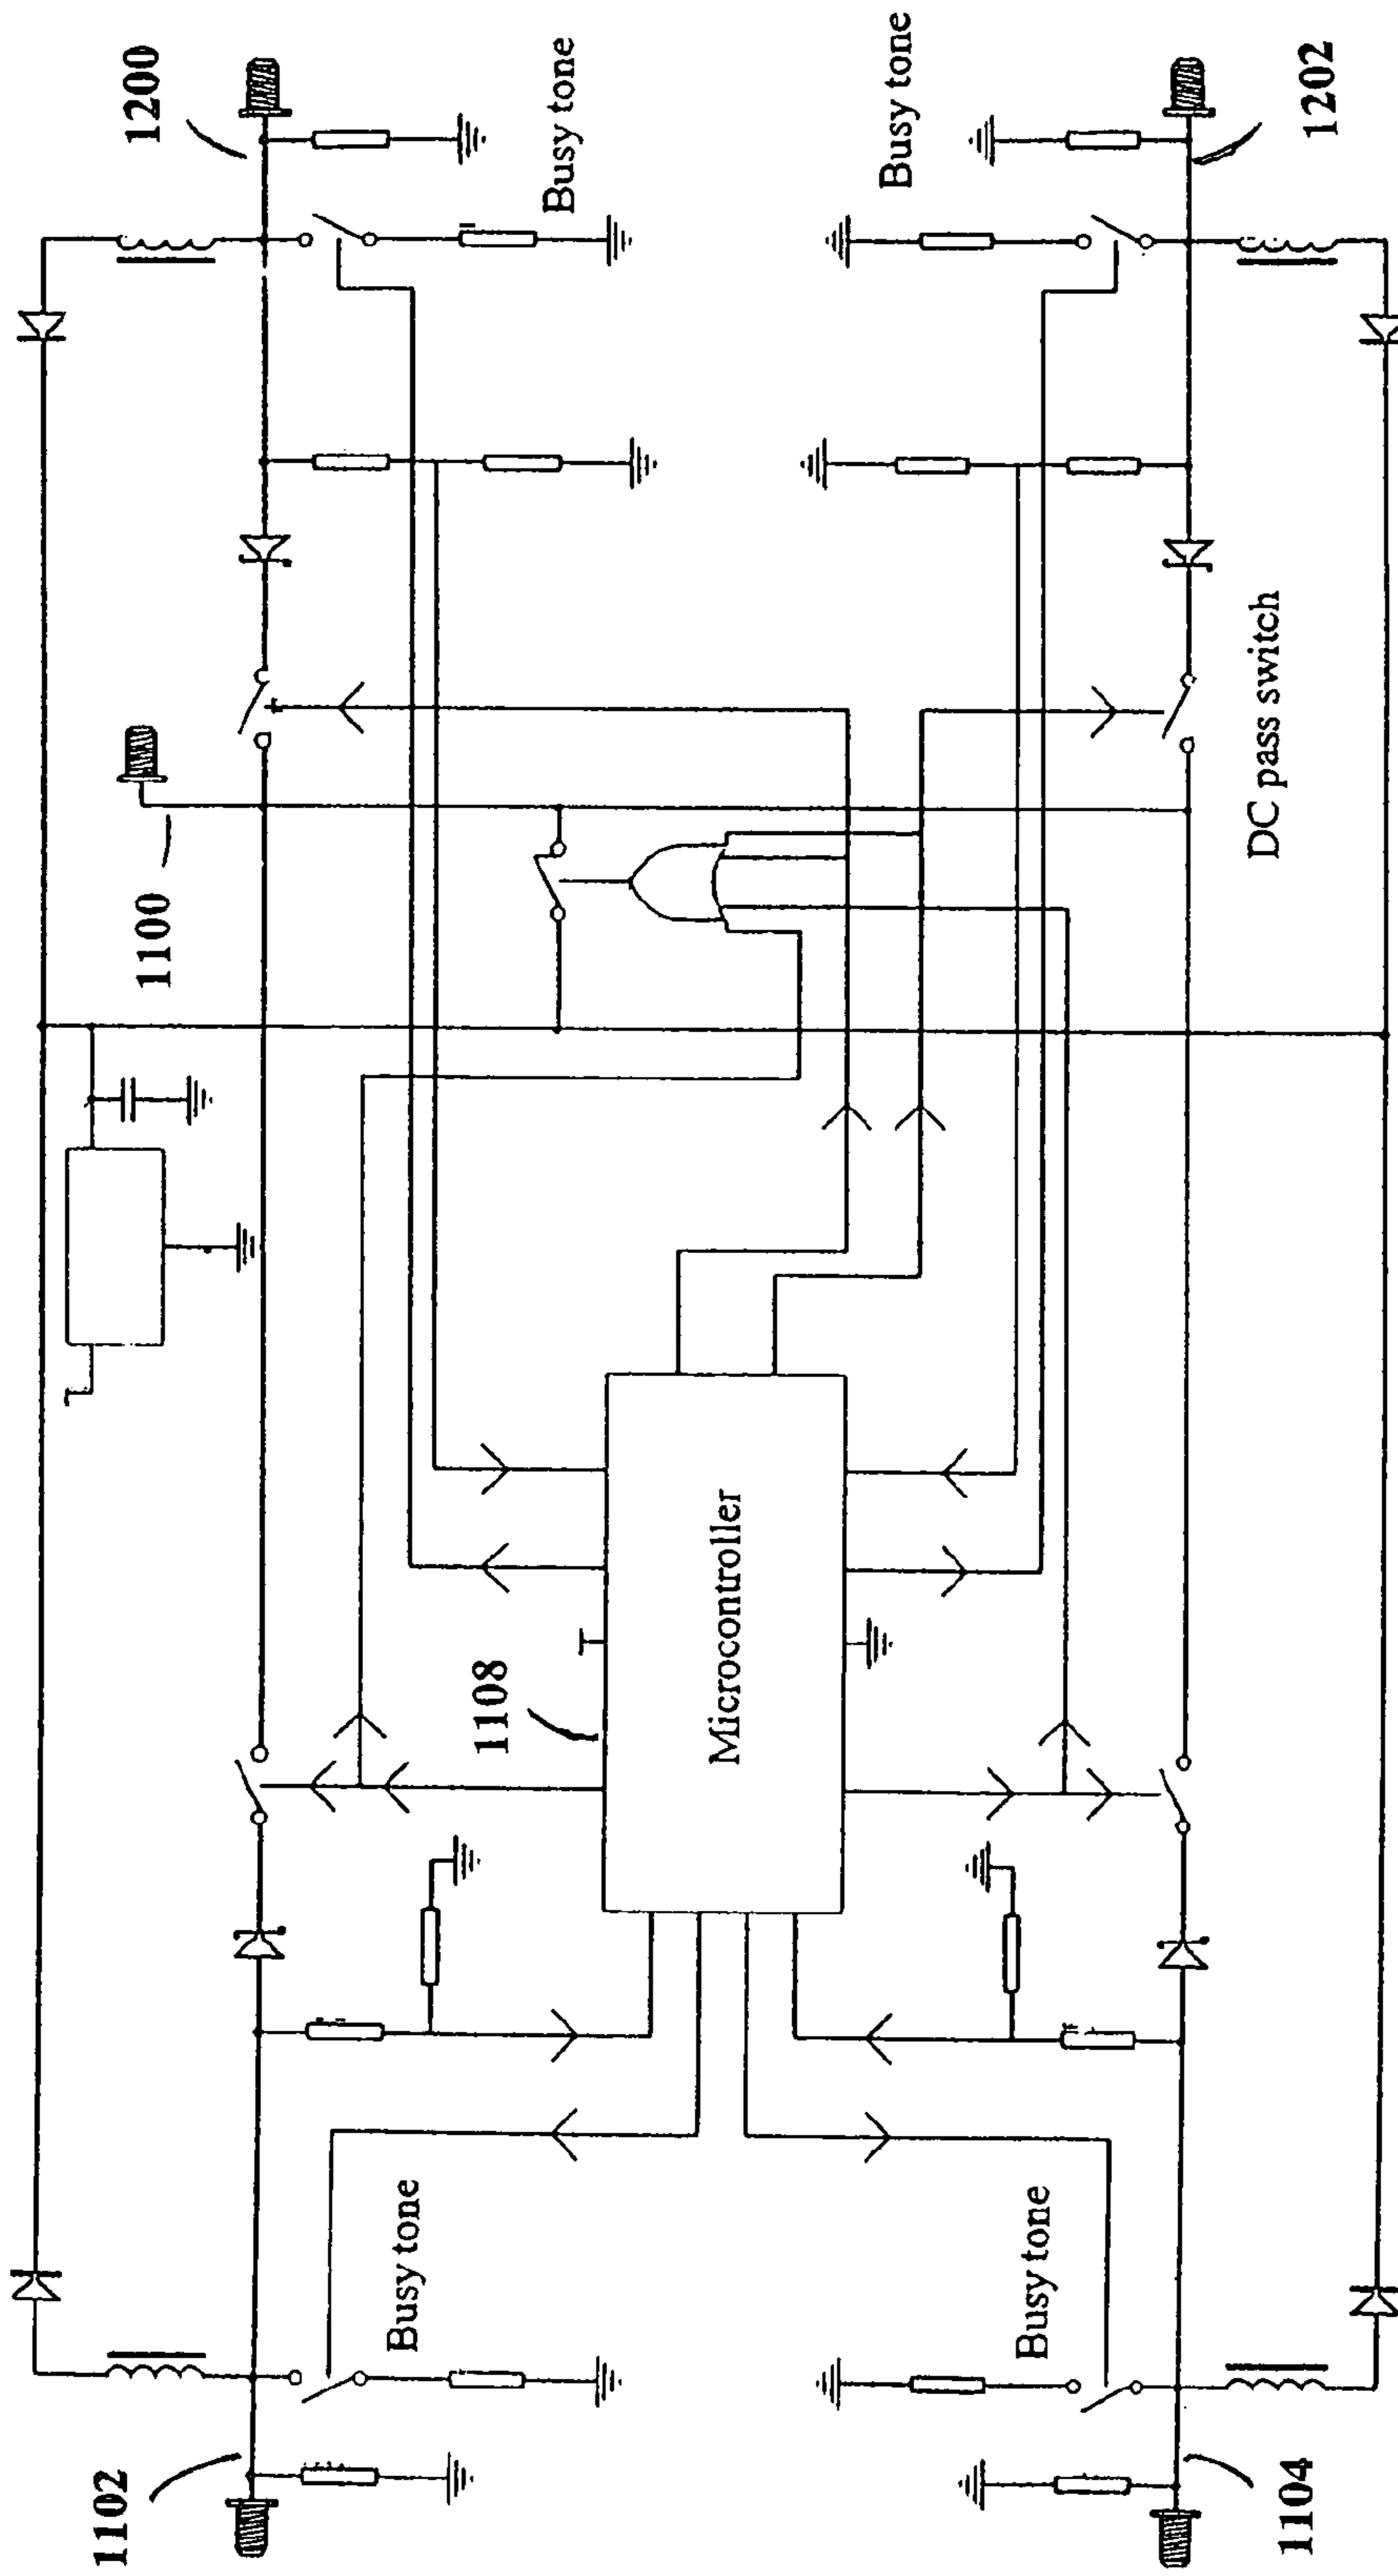 1102
1104
Busy tone
Busy tone
1108
Microcontroller
1100
DC pass switch
1200
1202
Busy tone
Busy tone